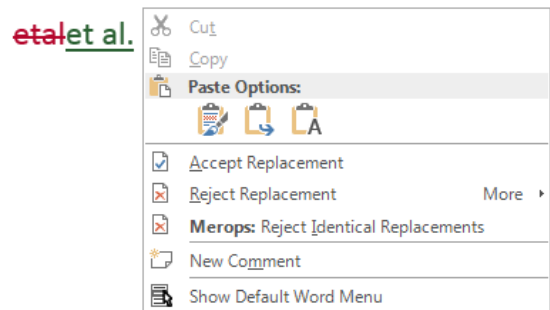 etalet al.
Cut
Copy
Paste Options:
A
Accept Replacement
Reject Replacement More
Merops: Reject Identical Replacements
New Comment
Show Default Word Menu